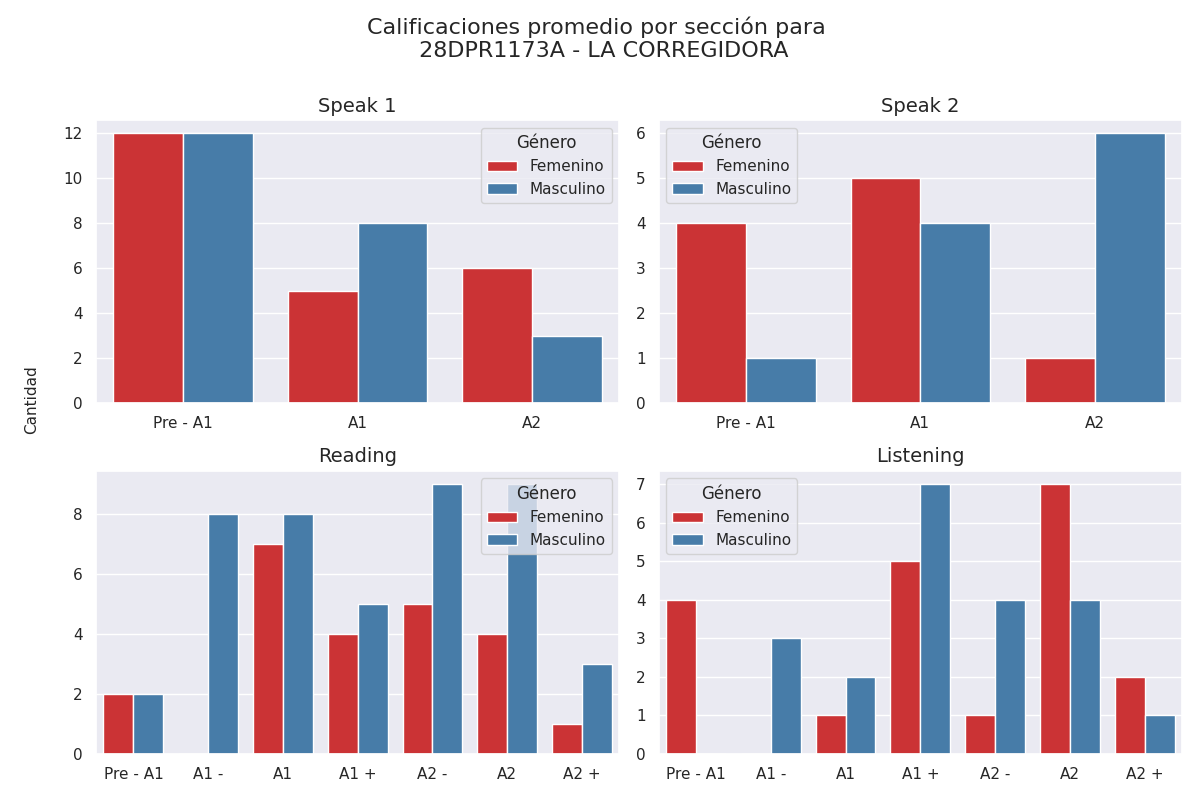 Calificaciones promedio por sección para
28DPR1173A - LA CORREGIDORA
Speak 1
12
10
8
6
4
2
0
Género
Femenino
Masculino
Pre - A1
A1
A2
Speak 2
6
5
4
3
2
1
0
Género
Femenino
Masculino
Pre - A1
A1
A2
Cantidad
Reading
8
6
4
2
0
Género
Femenino
Masculino
Pre - A1
A1 -
A1
A1 +
A2 -
A2
A2 +
Listening
7
6
5
4
3
2
1
0
Género
Femenino
Masculino
Pre - A1
A1 -
A1
A1 +
A2 -
A2
A2 +